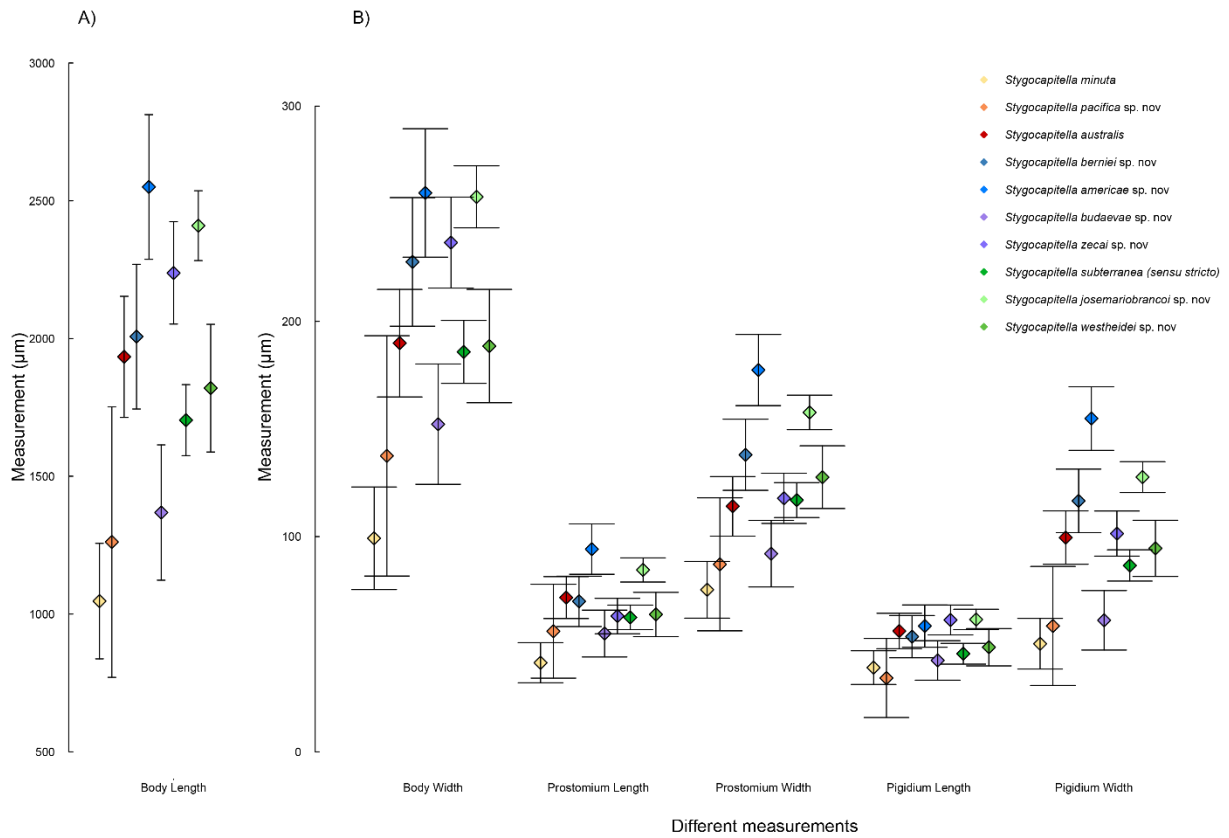 A)
B)
3000
2500
2000
1500
1000
500
Measurement (µm)
Body Length
300
200
100
0
Measurement (µm)
Body Width
Prostomium Length
Prostomium Width
Pigidium Length
Pigidium Width
Different measurements
Stygocapitella minuta
Stygocapitella pacifica sp. nov
Stygocapitella australis
Stygocapitella berniei sp. nov
Stygocapitella americae sp. nov
Stygocapitella budaevae sp. nov
Stygocapitella zecai sp. nov
Stygocapitella subterranea (sensu stricto)
Stygocapitella josemariobrancoi sp. nov
Stygocapitella westheidei sp. nov